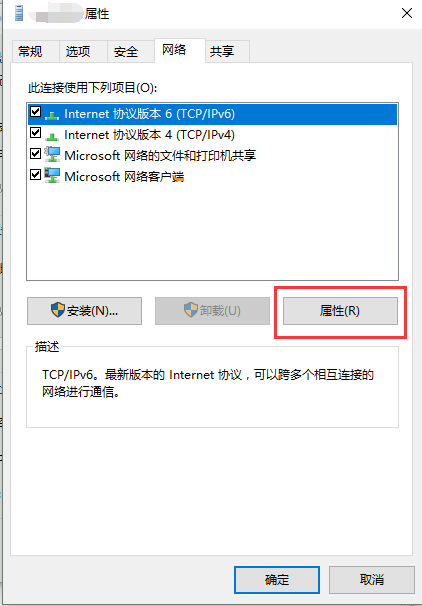 属性
常规 选项 安全 网络 共享
此连接使用下列项目(O):
Internet 协议版本 6 (TCP/IPv6)
Internet 协议版本 4 (TCP/IPv4)
Microsoft 网络的文件和打印机共享
Microsoft 网络客户端
安装(N)... 卸载(U) 属性(R)
描述
TCP/IPv6。最新版本的 Internet 协议，可以跨多个相互连接的
网络进行通信。
确定 取消